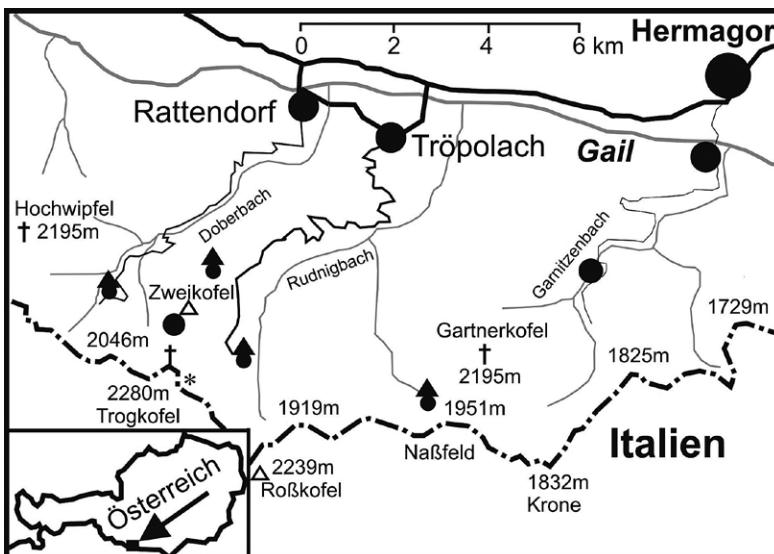 Hermagor
0 2 4 6 km
Rattendorf
Tröpolach
Gail
Hochwipfel
† 2195m
Doberbach
Rudnigbach
Garnitzenbach
Zweikofel
1729m
2046m
Gartnerkofel
†
2195m
1825m
2280m *
Trogkofel
1919m
1951m
Naßfeld
Italien
2239m
Roßkofel
1832m
Krone
Österreich